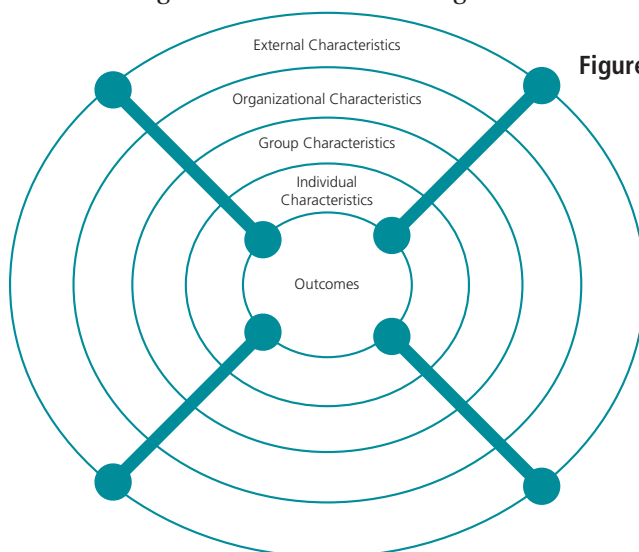 External Characteristics
Figure
Organizational Characteristics
Group Characteristics
Individual
Characteristics
Outcomes